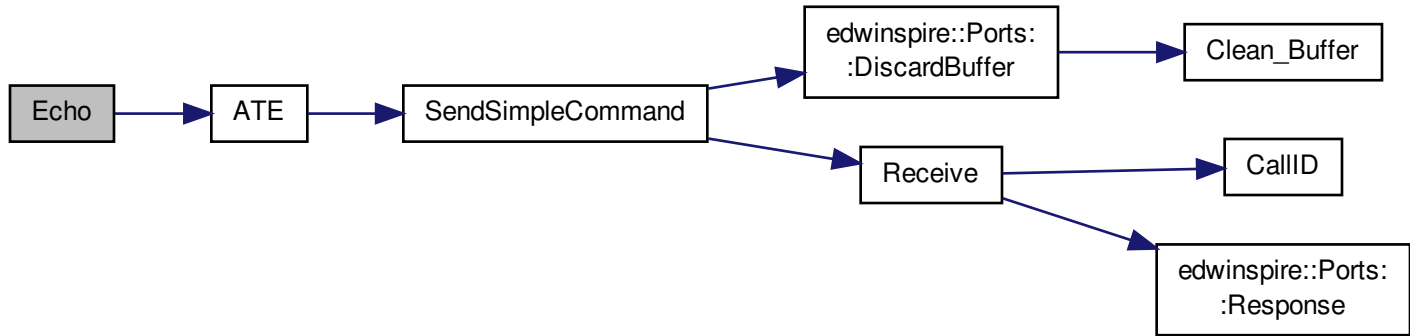 Echo
ATE
SendSimpleCommand
edwinspire::Ports:
:DiscardBuffer
Clean_Buffer
Receive
CallID
edwinspire::Ports:
:Response